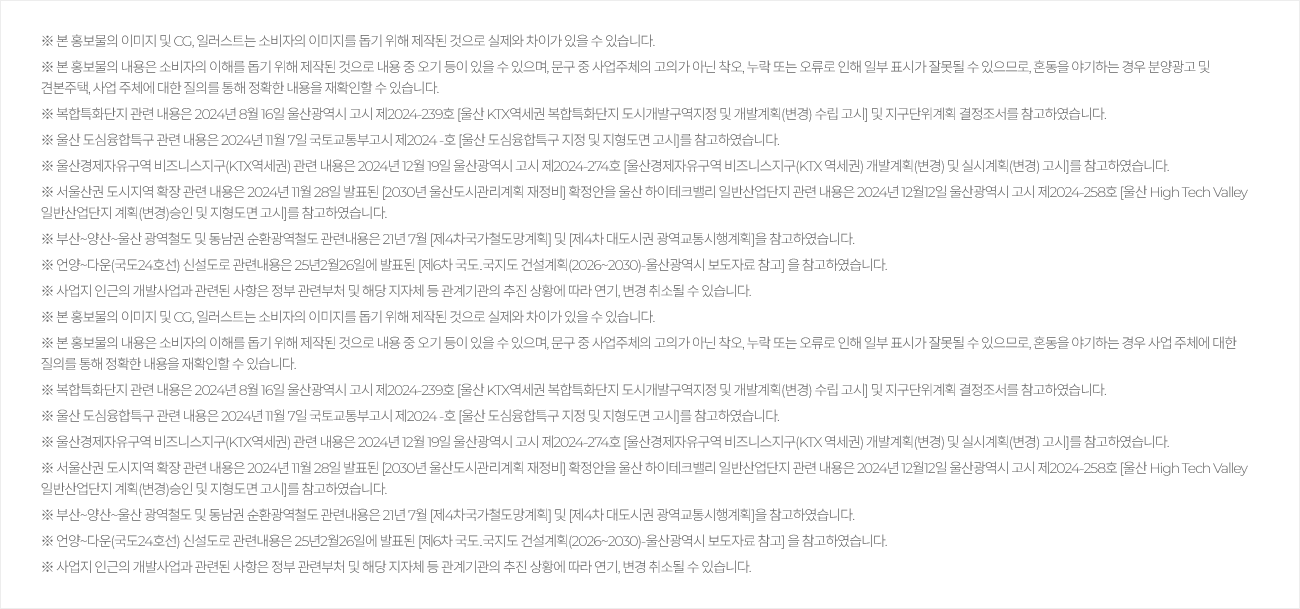 ※ 본 홍보물의 이미지 및 CG, 일러스트는 소비자의 이미지를 돕기 위해 제작된 것으로 실제와 차이가 있을 수 있습니다.
※ 본 홍보물의 내용은 소비자의 이해를 돕기 위해 제작된 것으로 내용 중 오기 등이 있을 수 있으며, 문구 중 사업주체의 고의가 아닌 착오, 누락 또는 오류로 인해 일부 표시가 잘못될 수 있으므로, 혼동을 야기하는 경우 분양광고 및
견본주택, 사업 주체에 대한 질의를 통해 정확한 내용을 재확인할 수 있습니다.
※ 복합특화단지 관련 내용은 2024년 8월 16일 울산광역시 고시 제2024-239호 [울산 KTX역세권 복합특화단지 도시개발구역지정 및 개발계획(변경) 수립 고시] 및 지구단위계획 결정조서를 참고하였습니다.
※ 울산 도심융합특구 관련 내용은 2024년 11월 7일 국토교통부고시 제2024 -호 [울산 도심융합특구 지정 및 지형도면 고시]를 참고하였습니다.
※ 울산경제자유구역 비즈니스지구(KTX역세권) 관련 내용은 2024년 12월 19일 울산광역시 고시 제2024-274호 [울산경제자유구역 비즈니스지구(KTX 역세권) 개발계획(변경) 및 실시계획(변경) 고시]를 참고하였습니다.
※ 서울산권 도시지역 확장 관련 내용은 2024년 11월 28일 발표된 [2030년 울산도시관리계획 재정비] 확정안을 울산 하이테크밸리 일반산업단지 관련 내용은 2024년 12월12일 울산광역시 고시 제2024-258호 [울산 High Tech Valley
일반산업단지 계획(변경)승인 및 지형도면 고시]를 참고하였습니다.
※ 부산~양산~울산 광역철도 및 동남권 순환광역철도 관련내용은 21년 7월 [제4차국가철도망계획] 및 [제4차 대도시권 광역교통시행계획]을 참고하였습니다.
※ 언양~다운(국도24호선) 신설도로 관련내용은 25년2월26일에 발표된 [제6차 국도.국지도 건설계획(2026~2030)-울산광역시 보도자료 참고] 을 참고하였습니다.
※ 사업지 인근의 개발사업과 관련된 사항은 정부 관련부처 및 해당 지자체 등 관계기관의 추진 상황에 따라 연기, 변경 취소될 수 있습니다.
※ 본 홍보물의 이미지 및 CG, 일러스트는 소비자의 이미지를 돕기 위해 제작된 것으로 실제와 차이가 있을 수 있습니다.
※ 본 홍보물의 내용은 소비자의 이해를 돕기 위해 제작된 것으로 내용 중 오기 등이 있을 수 있으며, 문구 중 사업주체의 고의가 아닌 착오, 누락 또는 오류로 인해 일부 표시가 잘못될 수 있으므로, 혼동을 야기하는 경우 사업 주체에 대한
질의를 통해 정확한 내용을 재확인할 수 있습니다.
※ 복합특화단지 관련 내용은 2024년 8월 16일 울산광역시 고시 제2024-239호 [울산 KTX역세권 복합특화단지 도시개발구역지정 및 개발계획(변경) 수립 고시] 및 지구단위계획 결정조서를 참고하였습니다.
※ 울산 도심융합특구 관련 내용은 2024년 11월 7일 국토교통부고시 제2024 -호 [울산 도심융합특구 지정 및 지형도면 고시]를 참고하였습니다.
※ 울산경제자유구역 비즈니스지구(KTX역세권) 관련 내용은 2024년 12월 19일 울산광역시 고시 제2024-274호 [울산경제자유구역 비즈니스지구(KTX 역세권) 개발계획(변경) 및 실시계획(변경) 고시]를 참고하였습니다.
※ 서울산권 도시지역 확장 관련 내용은 2024년 11월 28일 발표된 [2030년 울산도시관리계획 재정비] 확정안을 울산 하이테크밸리 일반산업단지 관련 내용은 2024년 12월12일 울산광역시 고시 제2024-258호 [울산 High Tech Valley
일반산업단지 계획(변경)승인 및 지형도면 고시]를 참고하였습니다.
※ 부산~양산~울산 광역철도 및 동남권 순환광역철도 관련내용은 21년 7월 [제4차국가철도망계획] 및 [제4차 대도시권 광역교통시행계획]을 참고하였습니다.
※ 언양~다운(국도24호선) 신설도로 관련내용은 25년2월26일에 발표된 [제6차 국도.국지도 건설계획(2026~2030)-울산광역시 보도자료 참고] 을 참고하였습니다.
※ 사업지 인근의 개발사업과 관련된 사항은 정부 관련부처 및 해당 지자체 등 관계기관의 추진 상황에 따라 연기, 변경 취소될 수 있습니다.